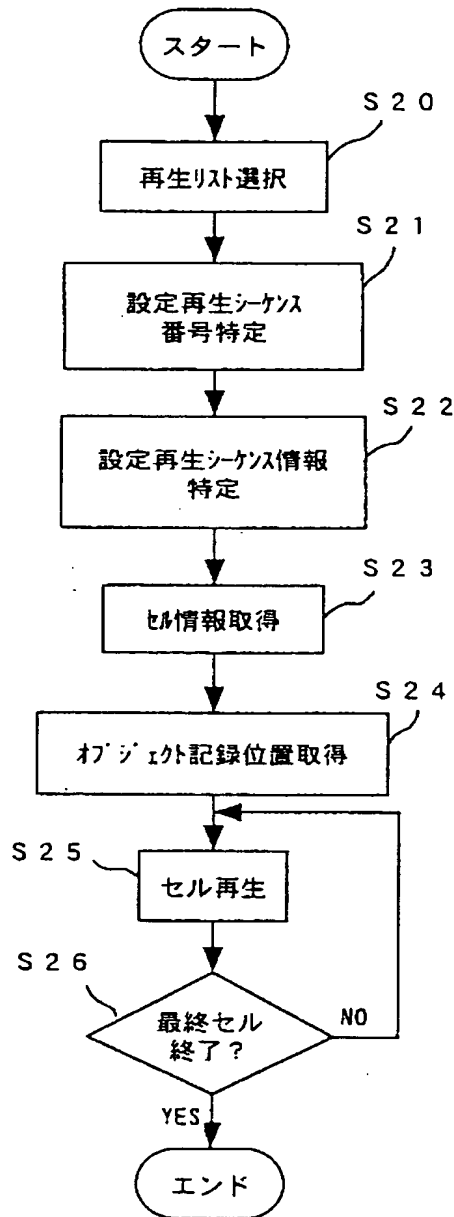 スタート
S20
再生ﾘｽﾄ選択
S21
設定再生ｼｰｹﾝｽ
番号特定
S22
設定再生ｼｰｹﾝｽ情報
特定
S23
ｾﾙ情報取得
S24
ｵﾌﾞｼﾞｪｸﾄ記録位置取得
S25
セル再生
S26
最終セル
終了？
NO
YES
エンド